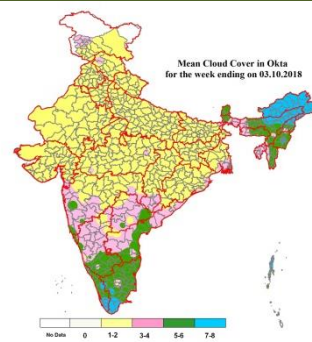 Mean Cloud Cover in Okta
for the week ending on 03.10.2018
No Data 0 1-2 3-4 5-6 7-8